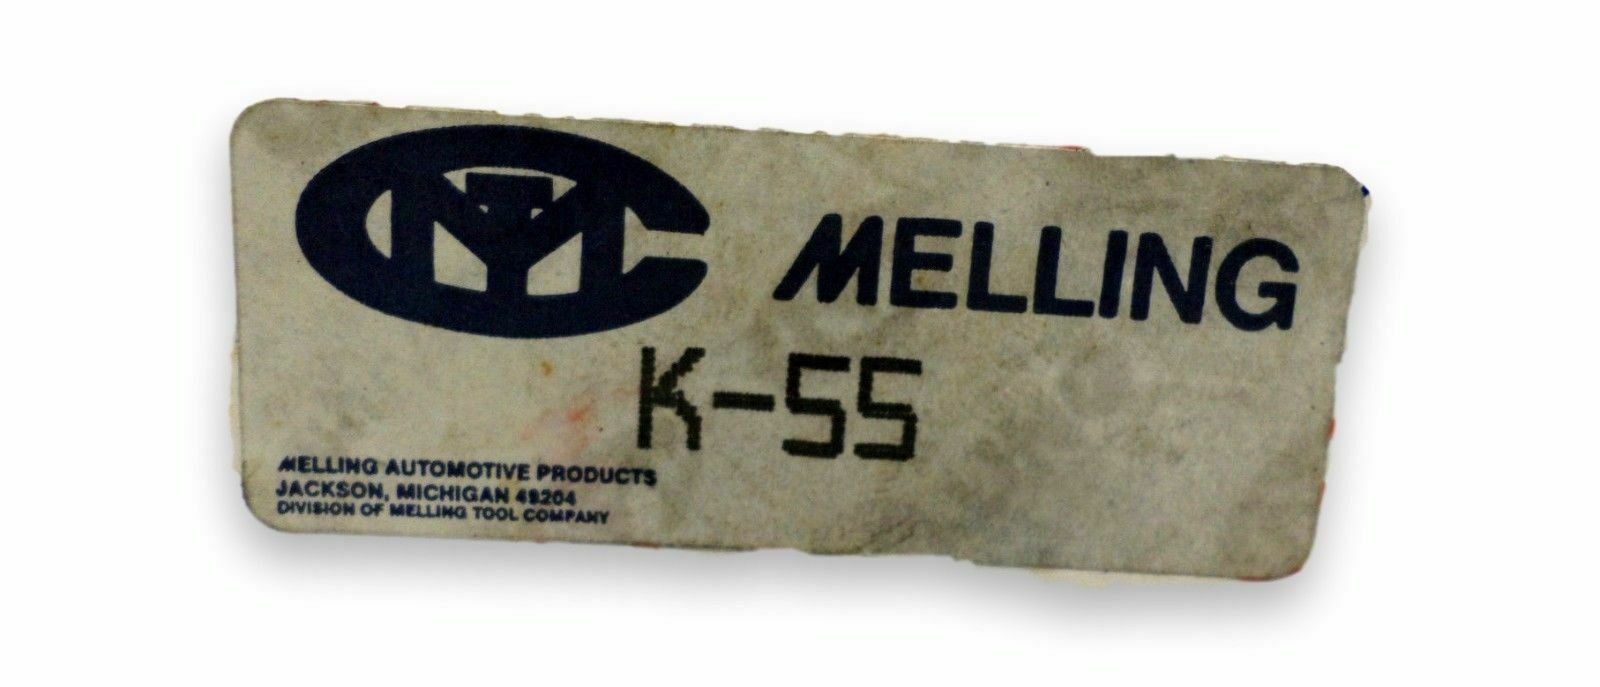 MELLING
K-55
MELLING AUTOMOTIVE PRODUCTS
JACKSON, MICHIGAN 49204
DIVISION OF MELLING TOOL COMPANY